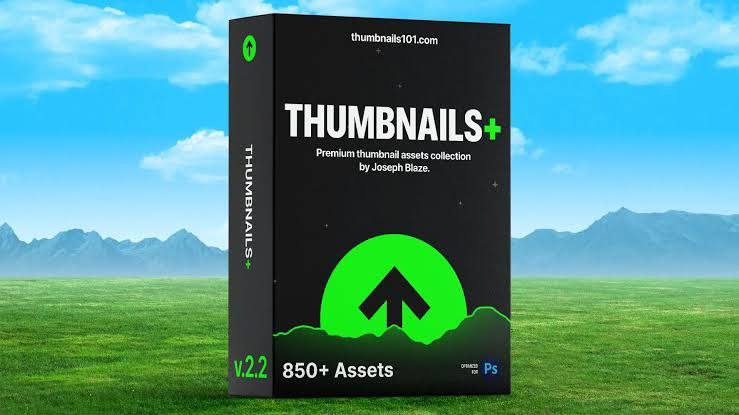 thumbnails101.com
THUMBNAILS+
Premium thumbnail assets collection
by Joseph Blaze.
THUMBNAILS+
v.2.2
850+ Assets
OPTIMIZED
FOR
Ps